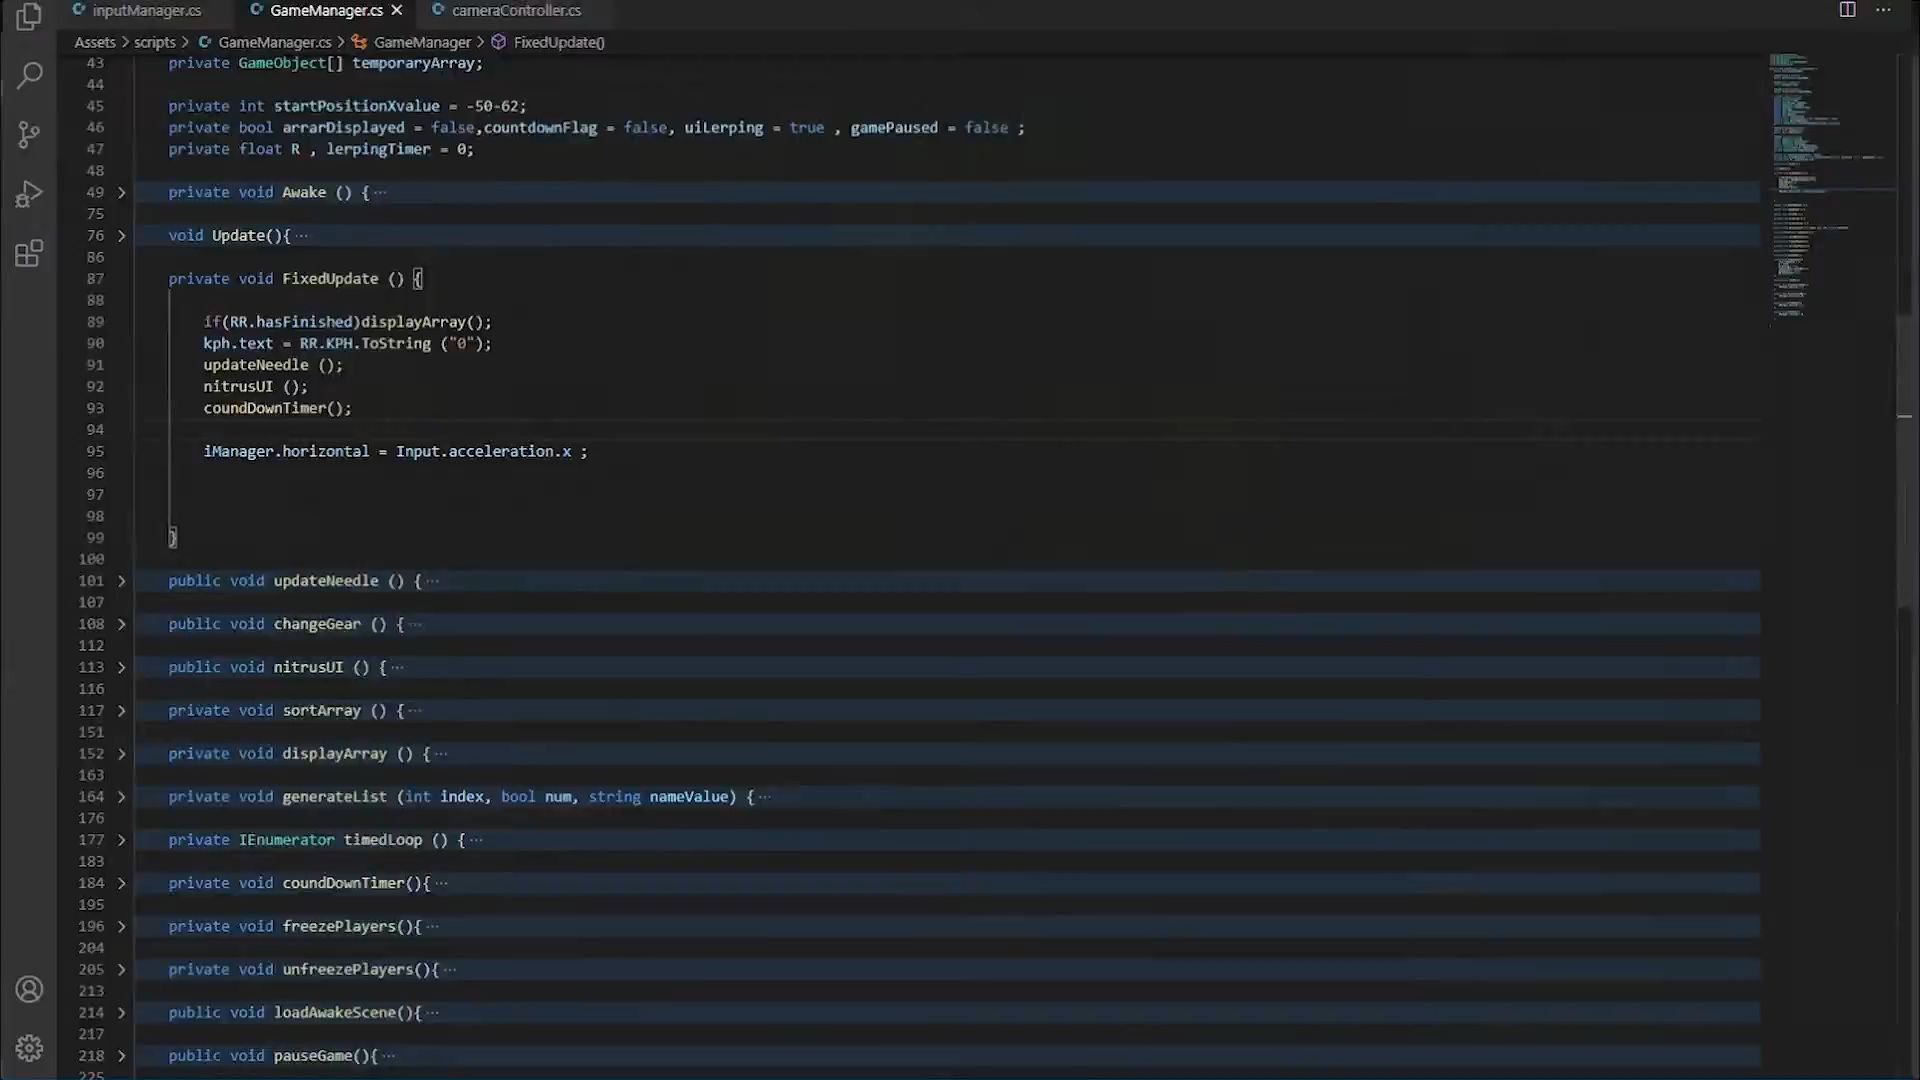 inputManager.cs GameManager.cs cameraController.cs
Assets > scripts > GameManager.cs > GameManager > FixedUpdate()
43 private GameObject[] temporaryArray;
44
45 private int startPositionXvalue = -50-62;
46 private bool arrarDisplayed = false,countdownFlag = false, uiLerping = true , gamePaused = false ;
47 private float R , lerpingTimer = 0;
48
49 private void Awake () {
75
76 void Update(){
86
87 private void FixedUpdate () {
88
89 if(RR.hasFinished)displayArray();
90 kph.text = RR.KPH.ToString ("0");
91 updateNeedle ();
92 nitrusUI ();
93 coundDownTimer();
94
95 iManager.horizontal = Input.acceleration.x ;
96
97
98
99 }
100
101 public void updateNeedle () {
107
108 public void changeGear () {
112
113 public void nitrusUI () {
116
117 private void sortArray () {
151
152 private void displayArray () {
163
164 private void generateList (int index, bool num, string nameValue) {
176
177 private IEnumerator timedLoop () {
183
184 private void coundDownTimer(){
195
196 private void freezePlayers(){
204
205 private void unfreezePlayers(){
213
214 public void loadAwakeScene(){
217
218 public void pauseGame(){
225